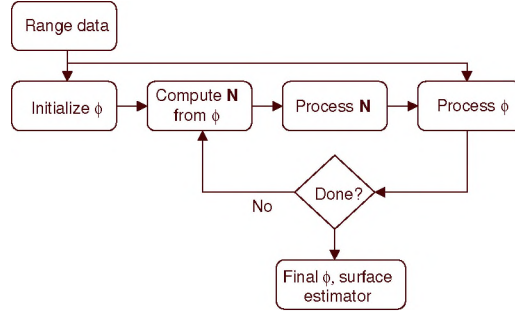 Range data
Initialize ϕ
Compute N
from ϕ
Process N
Process ϕ
Done?
No
Final ϕ, surface
estimator